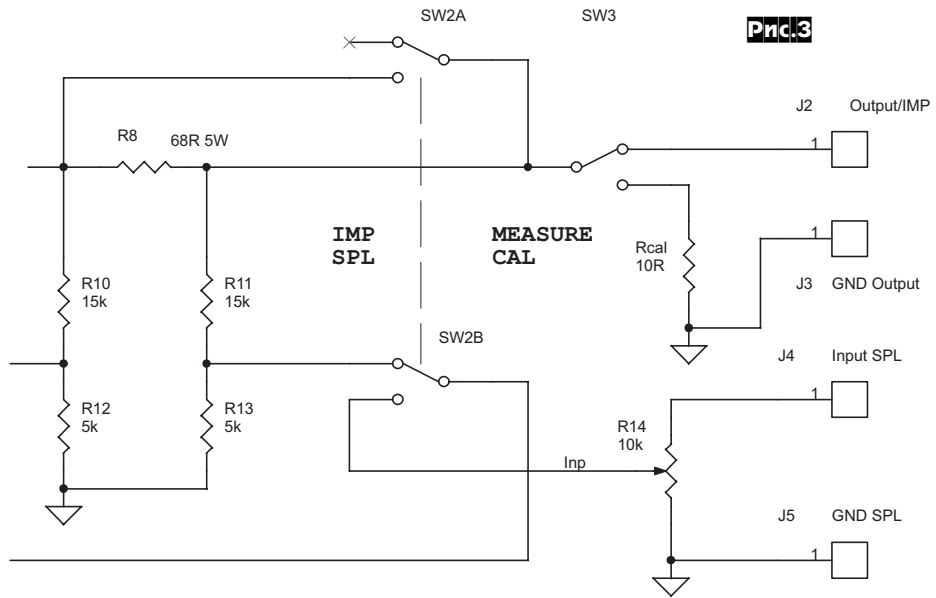 SW2A
SW3
Рис.3
J2 Output/IMP
1
R8
68R 5W
IMP
SPL
MEASURE
CAL
Rcal
10R
1
J3 GND Output
R10
15k
R11
15k
SW2B
J4 Input SPL
1
R12
5k
R13
5k
R14
10k
Inp
J5 GND SPL
1